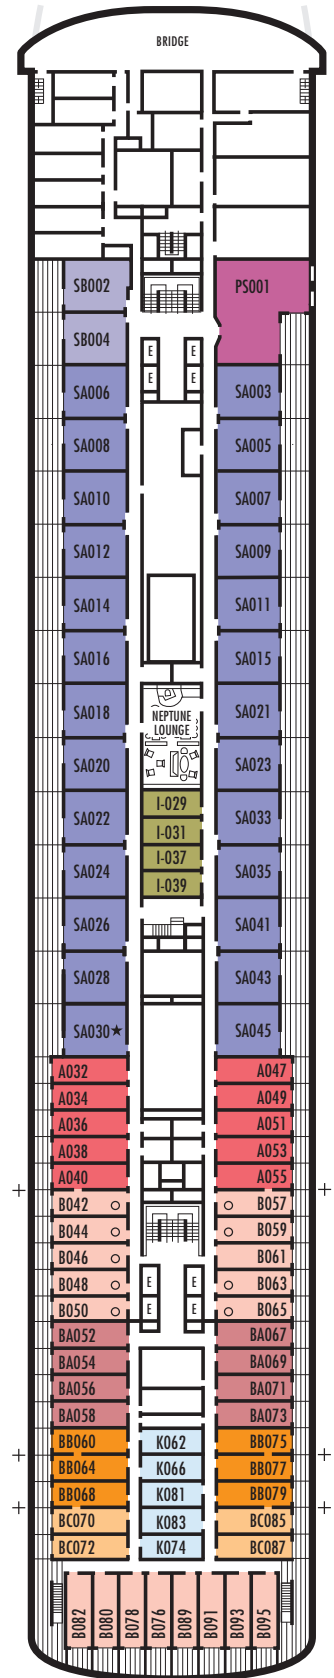 BRIDGE
SB002
PS001
SB004
E E
E E
SA006
SA003
SA008
SA005
SA010
SA007
SA012
SA009
SA014
SA011
SA016
SA015
SA018
NEPTUNE
LOUNGE
SA021
SA020
SA023
SA022
I-029
SA033
I-031
I-037
SA024
I-039
SA035
SA026
SA041
SA028
SA043
SA030★
SA045
A032
A047
A034
A049
A036
A051
A038
A053
A040
A055
B042
B057
B044
B059
B046
B061
B048
E E
B063
B050
E E
B065
BA052
BA067
BA054
BA069
BA056
BA071
BA058
BA073
BB060
K062
BB075
BB064
K066
BB077
BB068
K081
BB079
BC070
K083
BC085
BC072
K074
BC087
B082
B080
B078
B076
B089
B091
B093
B095